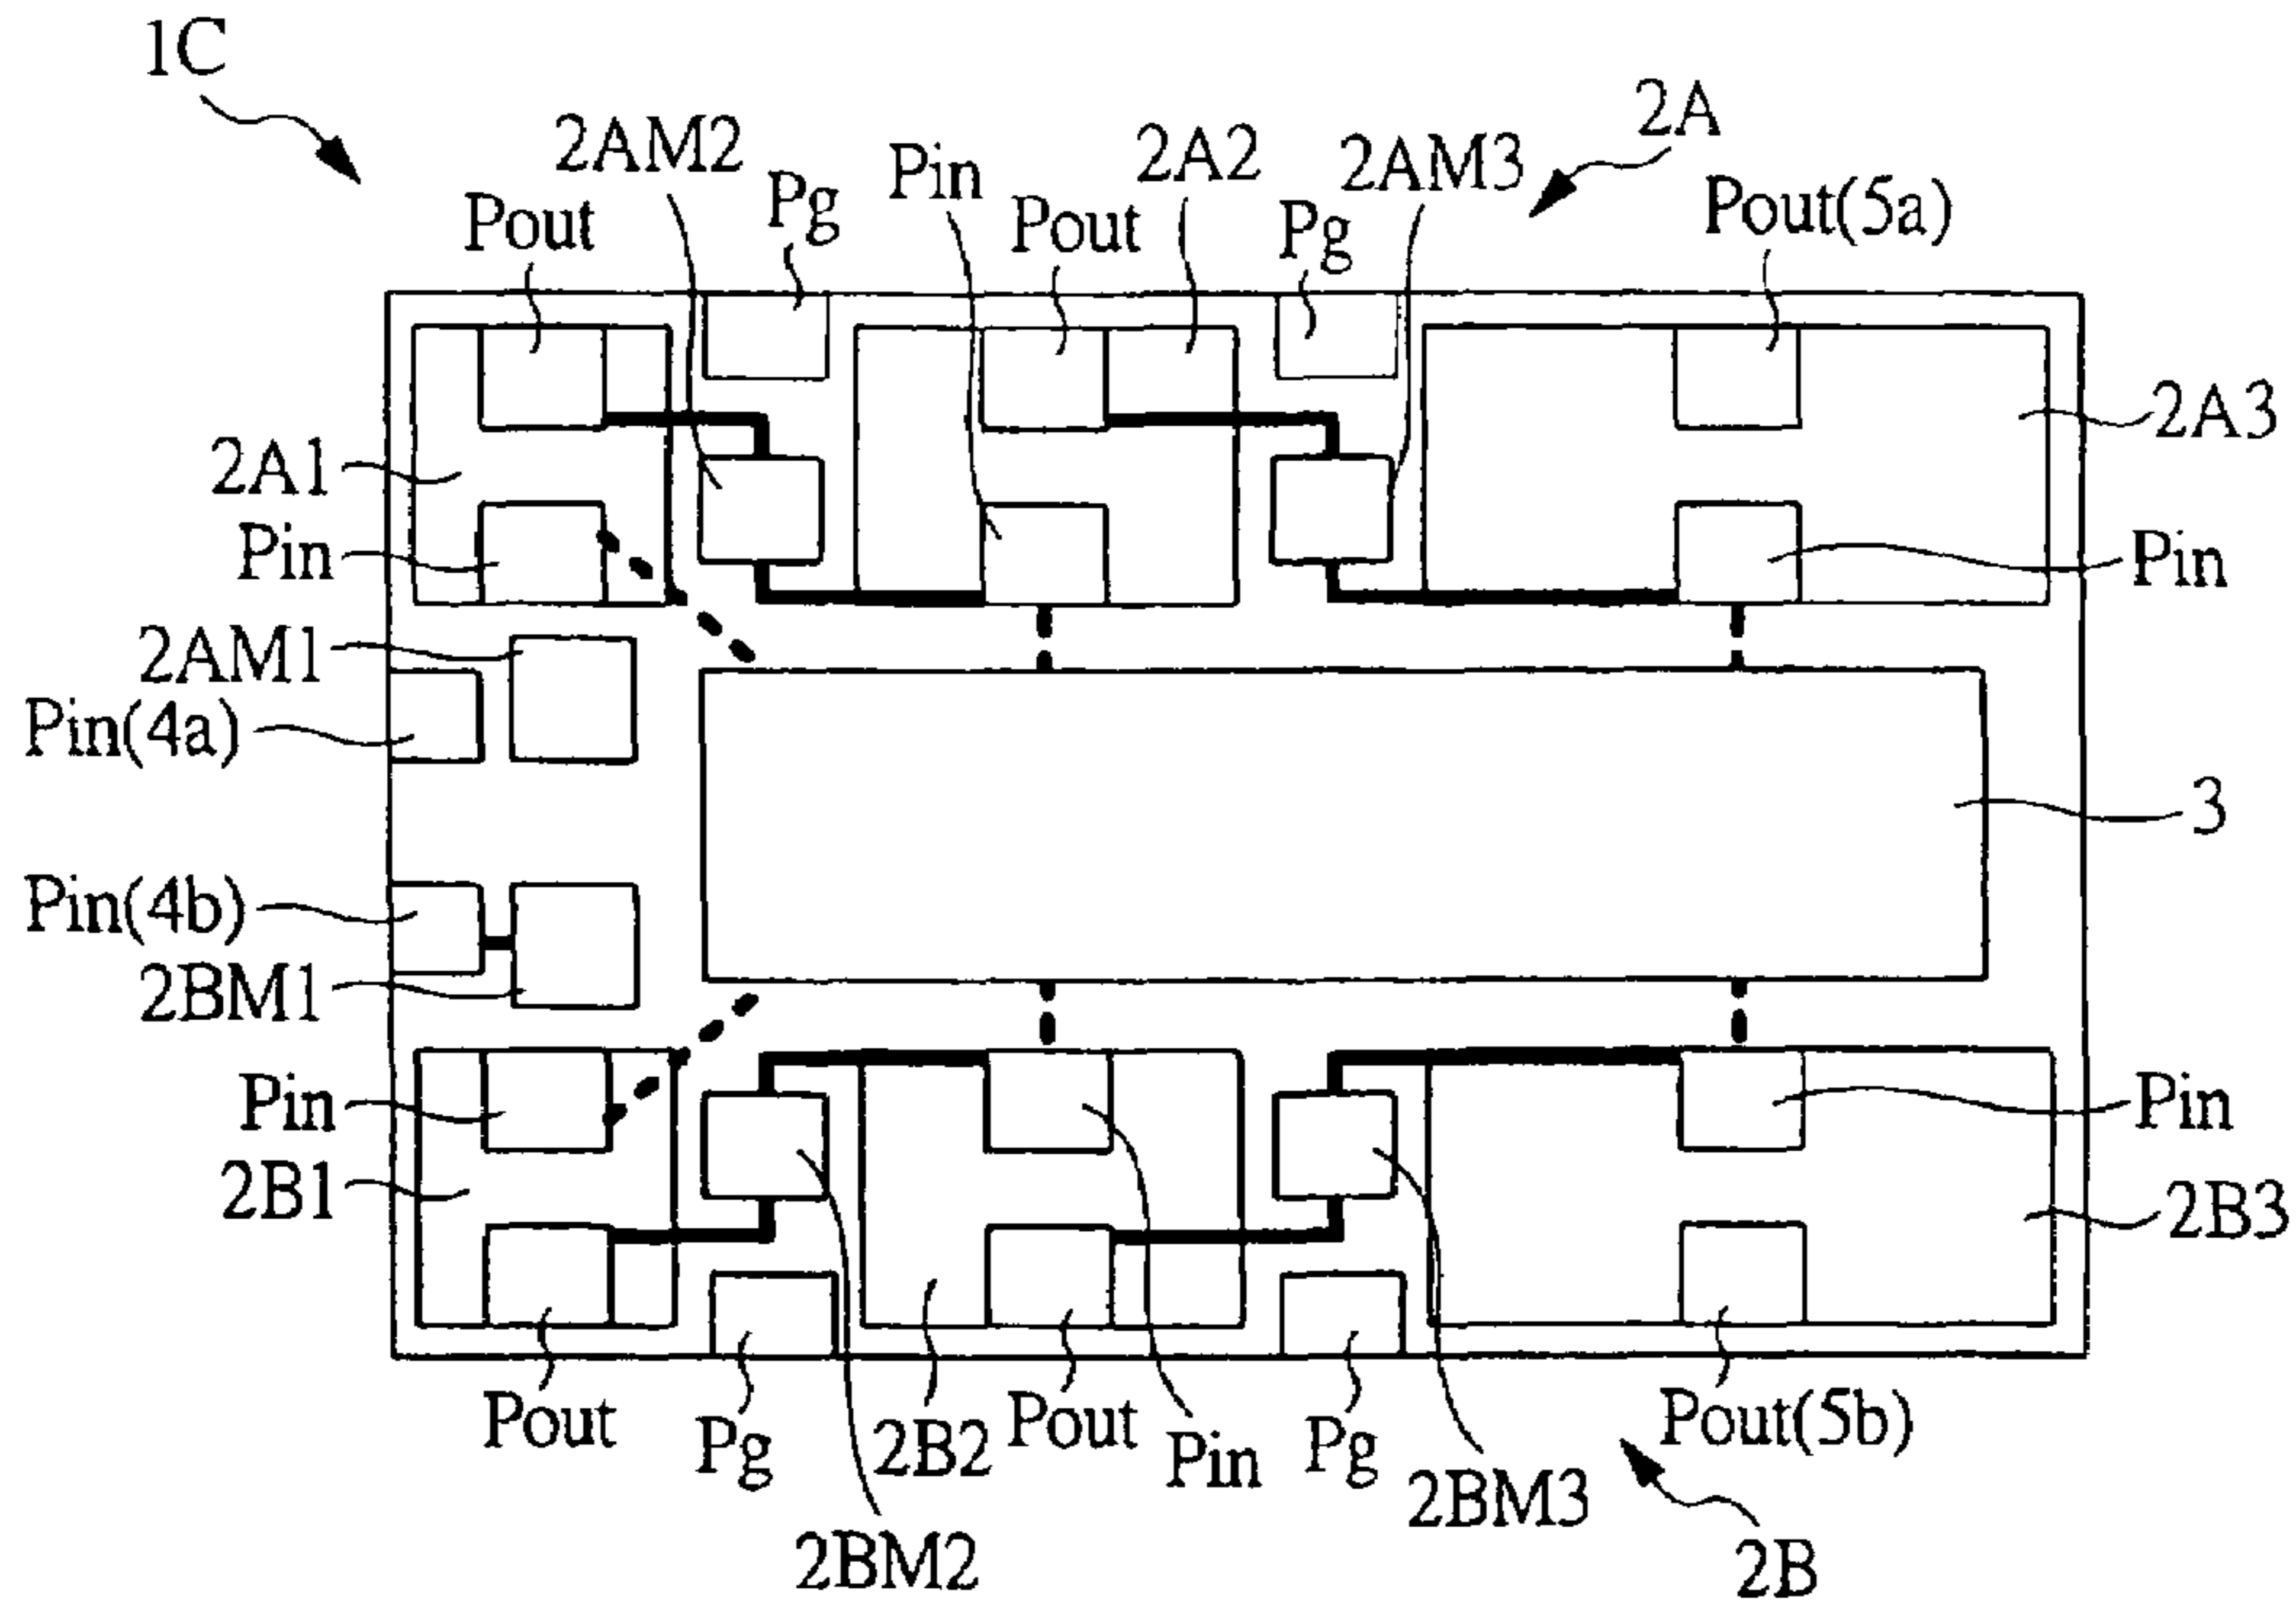 1C
2A
2AM2
2A2
2AM3
Pin
Pg
Pout
Pout
Pg
Pout(5a)
2A3
2A1
Pin
Pin
2AM1
Pin(4a)
3
Pin(4b)
2BM1
Pin
Pin
2B1
2B3
Pout
Pg
2B2
Pout
Pin
Pg
Pout(5b)
2BM3
2BM2
2B